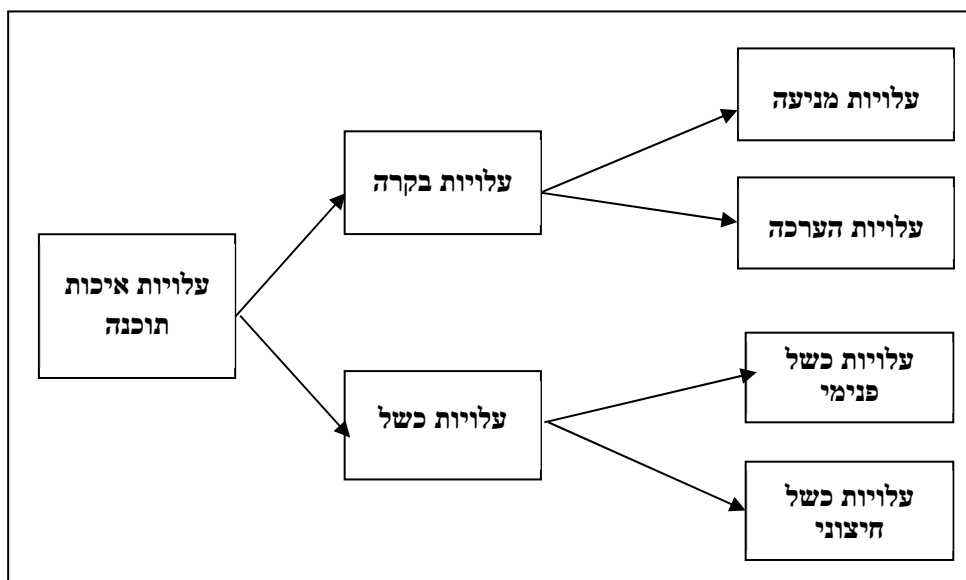 עלויות איכות
תוכנה
עלויות בקרה
עלויות כשל
עלויות מניעה
עלויות הערכה
עלויות כשל
פנימי
עלויות כשל
חיצוני